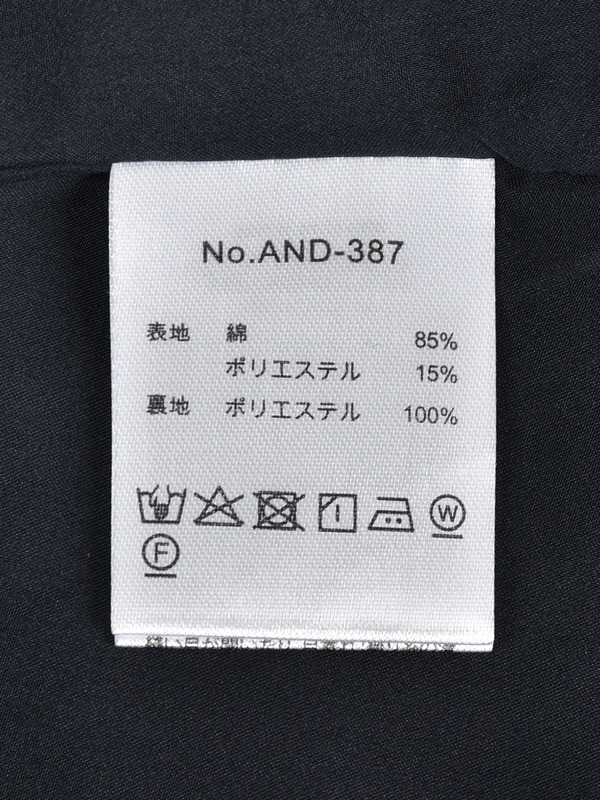 No.AND-387
表地 綿 85%
ポリエステル 15%
裏地 ポリエステル 100%
W
F